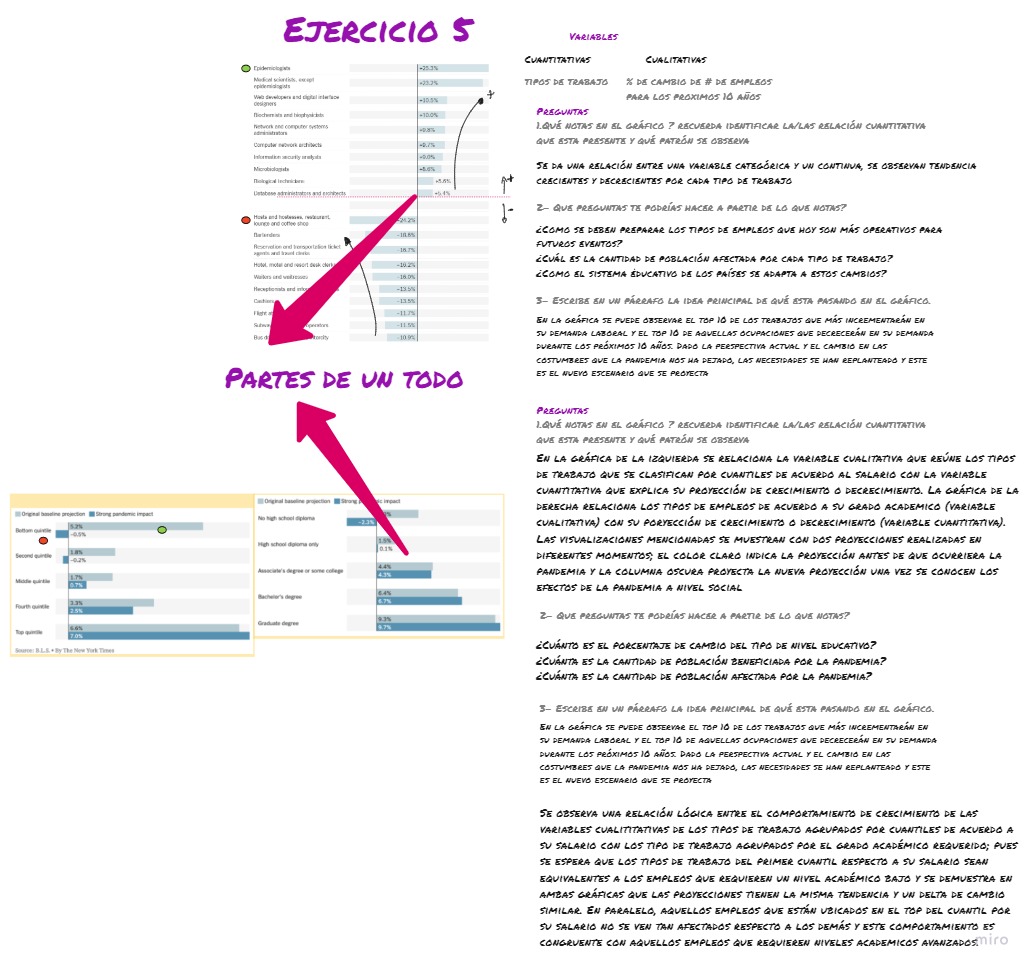 Ejercicio 5
Epidemiologists +25.3%
Medical scientists, except
epidemiologists +23.2%
Web developers and digital interface
designers +10.5%
Biochemists and biophysicists +10.0%
Network and computer systems
administrators +9.8%
Computer network architects +9.7%
Information security analysts +9.0%
Microbiologists +8.6%
Biological technicians +5.6%
Database administrators and architects +5.4%
Hosts and hostesses, restaurant,
lounge and coffee shop -24.2%
Bartenders -18.8%
Reservation and transportation ticket
agents and travel clerks -16.7%
Hotel, motel and resort desk clerks -16.2%
Waiters and waitresses -16.0%
Receptionists and -13.5%
-13.5%
Flight -11.7%
operators -11.5%
Bus -10.9%
Partes de un todo
Original baseline projection Strong pandemic impact
Bottom quintile 5.2%
-0.5%
Second quintile 1.8%
-0.2%
Middle quintile 1.7%
0.7%
Fourth quintile 3.3%
2.5%
Top quintile 6.6%
7.0%
Source: B.L.S. • By The New York Times
Original baseline projection Strong impact
No high school diploma
-2.3%
High school diploma only
0.1%
Associate's degree or some college 4.4%
4.3%
Bachelor's degree 6.4%
6.7%
Graduate degree 9.3%
9.7%
Variables
Cuantitativas Cualitativas
tipos de trabajo % de cambio de # de empleos
para los proximos 10 años
Preguntas
1.Qué notas en el gráfico ? recuerda identificar la/las relación cuantitativa
que esta presente y qué patrón se observa
Se da una relación entre una variable categórica y un continua, se observan tendencia
crecientes y decrecientes por cada tipo de trabajo
2- Que preguntas te podrías hacer a partir de lo que notas?
¿Como se deben preparar los tipos de empleos que hoy son más operativos para
futuros eventos?
¿Cuál es la cantidad de población afectada por cada tipo de trabajo?
¿Como el sistema éducativo de los países se adapta a estos cambios?
3- Escribe en un párrafo la idea principal de qué esta pasando en el gráfico.
En la gráfica se puede observar el top 10 de los trabajos que más incrementarán en
su demanda laboral y el top 10 de aquellas ocupaciones que decrecerán en su demanda
durante los próximos 10 años. Dado la perspectiva actual y el cambio en las
costumbres que la pandemia nos ha dejado, las necesidades se han replanteado y este
es el nuevo escenario que se proyecta
Preguntas
1.Qué notas en el gráfico ? recuerda identificar la/las relación cuantitativa
que esta presente y qué patrón se observa
En la gráfica de la izquierda se relaciona la variable cualitativa que reúne los tipos
de trabajo que se clasifican por cuantiles de acuerdo al salario con la variable
cuantitativa que explica su proyección de crecimiento o decrecimiento. La gráfica de la
derecha relaciona los tipos de empleos de acuerdo a su grado academico (variable
cualitativa) con su poryección de crecimiento o decrecimiento (variable cuantitativa).
Las visualizaciones mencionadas se muestran con dos proyecciones realizadas en
diferentes momentos; el color claro indica la proyección antes de que ocurriera la
pandemia y la columna oscura proyecta la nueva proyección una vez se conocen los
efectos de la pandemia a nivel social
2- Que preguntas te podrías hacer a partir de lo que notas?
¿Cuánto es el porcentaje de cambio del tipo de nivel educativo?
¿Cuánta es la cantidad de población beneficiada por la pandemia?
¿Cuánta es la cantidad de población afectada por la pandemia?
3- Escribe en un párrafo la idea principal de qué esta pasando en el gráfico.
En la gráfica se puede observar el top 10 de los trabajos que más incrementarán en
su demanda laboral y el top 10 de aquellas ocupaciones que decrecerán en su demanda
durante los próximos 10 años. Dado la perspectiva actual y el cambio en las
costumbres que la pandemia nos ha dejado, las necesidades se han replanteado y este
es el nuevo escenario que se proyecta
Se observa una relación lógica entre el comportamiento de crecimiento de las
variables cualititativas de los tipos de trabajo agrupados por cuantiles de acuerdo a
su salario con los tipo de trabajo agrupados por el grado académico requerido; pues
se espera que los tipos de trabajo del primer cuantil respecto a su salario sean
equivalentes a los empleos que requieren un nivel académico bajo y se demuestra en
ambas gráficas que las proyecciones tienen la misma tendencia y un delta de cambio
similar. En paralelo, aquellos empleos que están ubicados en el top del cuantil por
su salario no se ven tan afectados respecto a los demás y este comportamiento es
congruente con aquellos empleos que requieren niveles academicos avanzados.
miro